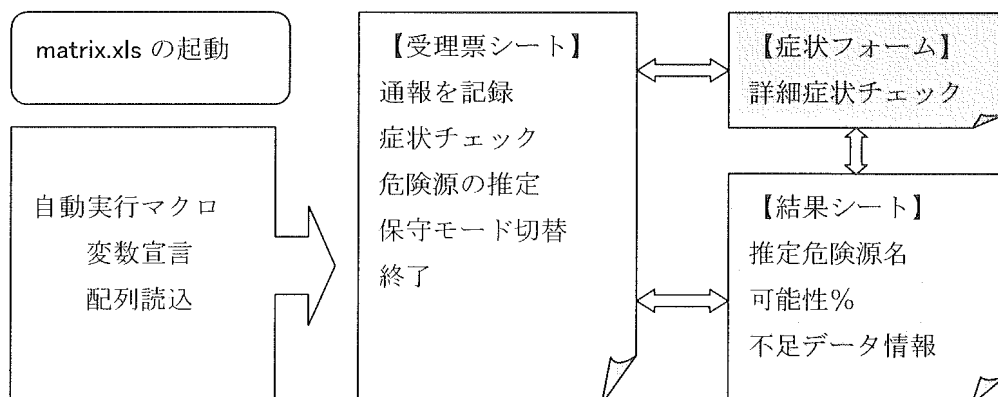 matrix.xls の起動
自動実行マクロ
変数宣言
配列読込
【受理票シート】
通報を記録
症状チェック
危険源の推定
保守モード切替
終了
【症状フォーム】
詳細症状チェック
【結果シート】
推定危険源名
可能性%
不足データ情報